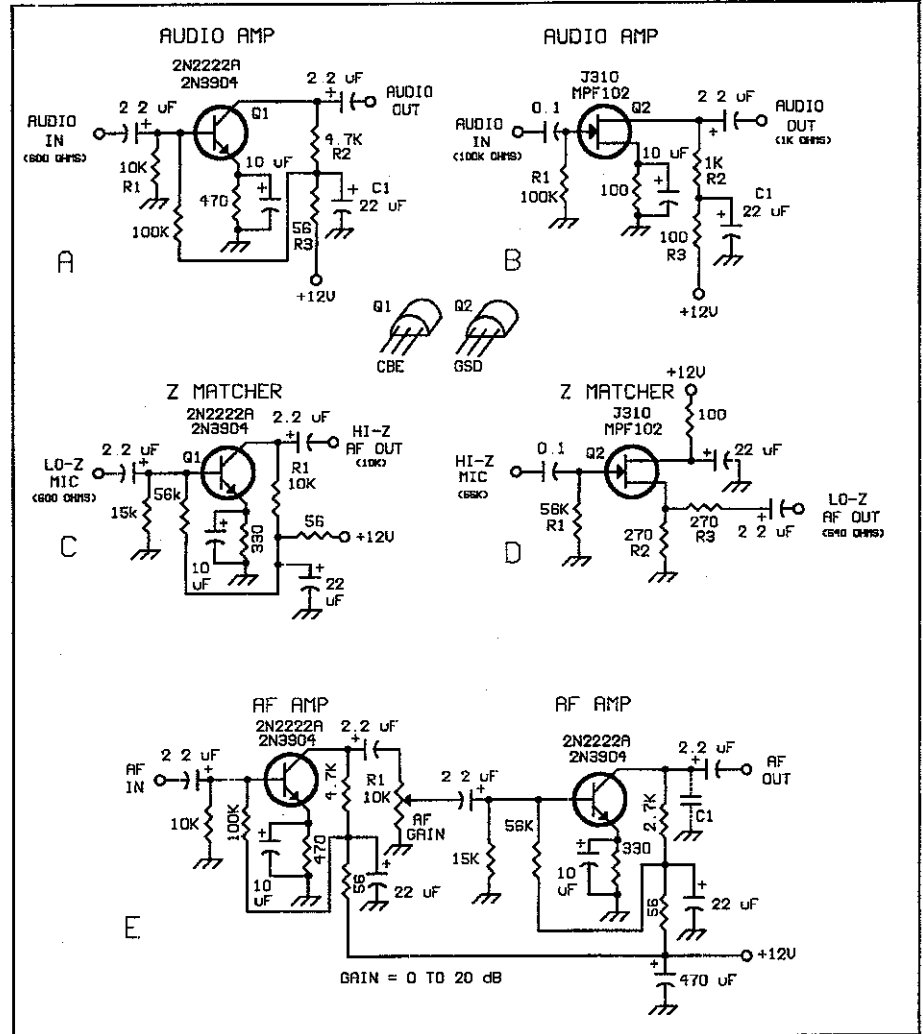 AUDIO AMP
2N2222A
2N3904
2.2 uF
AUDIO
OUT
2 2 uF
Q1
AUDIO
IN
(600 OHMS)
10K
R1
10 uF
4.7K
R2
470
C1
22 uF
100K
56
R3
+12V
A
AUDIO AMP
J310
MPF102
2 2 uF
0.1
Q2
AUDIO
OUT
(1K OHMS)
AUDIO
IN
(100K OHMS)
R1
100K
10 uF
1K
R2
100
C1
22 uF
100
R3
+12V
B
Q1
CBE
Q2
GSD
Z MATCHER
2N2222A
2N3904
2.2 uF
HI-Z
AF OUT
(10K)
2.2 uF
Q1
LO-Z
MIC
(600 OHMS)
R1
10K
15k
56k
56
+12V
330
10
uF
22
uF
C
Z MATCHER
J310
MPF102
+12V
100
22 uF
0.1
Q2
HI-Z
MIC
(55K)
56K
R1
270
R2
270
R3
2 2 uF
LO-Z
AF OUT
(540 OHMS)
D
AF AMP
2N2222A
2N3904
2.2 uF
2 2 uF
AF
IN
10K
100K
4.7K
R1
10K
AF
GAIN
470
10
uF
56
22 uF
AF AMP
2N2222A
2N3904
2.2 uF
AF
OUT
2 2 uF
15K
56K
2.7K
C1
330
10
uF
56
22 uF
+12V
470 uF
E
GAIN = 0 TO 20 dB